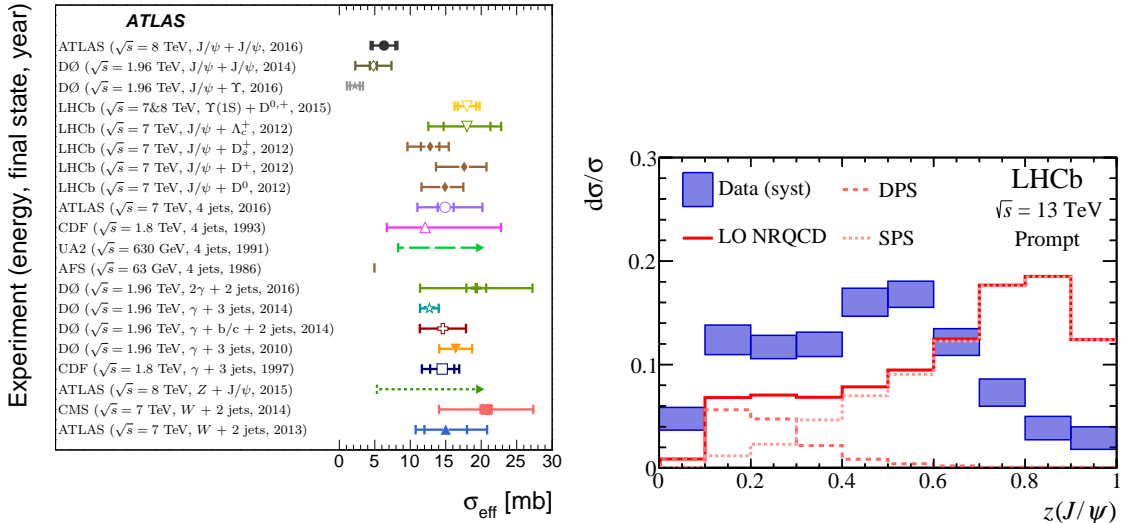 Experiment (energy, final state, year)
ATLAS
ATLAS (√s = 8 TeV, J/ψ + J/ψ, 2016)
DØ (√s = 1.96 TeV, J/ψ + J/ψ, 2014)
DØ (√s = 1.96 TeV, J/ψ + Υ, 2016)
LHCb (√s = 7&8 TeV, Υ(1S) + D⁰,⁺, 2015)
LHCb (√s = 7 TeV, J/ψ + Λc⁺, 2012)
LHCb (√s = 7 TeV, J/ψ + Ds⁺, 2012)
LHCb (√s = 7 TeV, J/ψ + D⁺, 2012)
LHCb (√s = 7 TeV, J/ψ + D⁰, 2012)
ATLAS (√s = 7 TeV, 4 jets, 2016)
CDF (√s = 1.8 TeV, 4 jets, 1993)
UA2 (√s = 630 GeV, 4 jets, 1991)
AFS (√s = 63 GeV, 4 jets, 1986)
DØ (√s = 1.96 TeV, 2γ + 2 jets, 2016)
DØ (√s = 1.96 TeV, γ + 3 jets, 2014)
DØ (√s = 1.96 TeV, γ + b/c + 2 jets, 2014)
DØ (√s = 1.96 TeV, γ + 3 jets, 2010)
CDF (√s = 1.8 TeV, γ + 3 jets, 1997)
ATLAS (√s = 8 TeV, Z + J/ψ, 2015)
CMS (√s = 7 TeV, W + 2 jets, 2014)
ATLAS (√s = 7 TeV, W + 2 jets, 2013)
0 5 10 15 20 25 30
σeff [mb]
dσ/σ
0.3
0.2
0.1
0
Data (syst)
DPS
LO NRQCD
SPS
LHCb
√s = 13 TeV
Prompt
0 0.2 0.4 0.6 0.8 1
z(J/ψ)